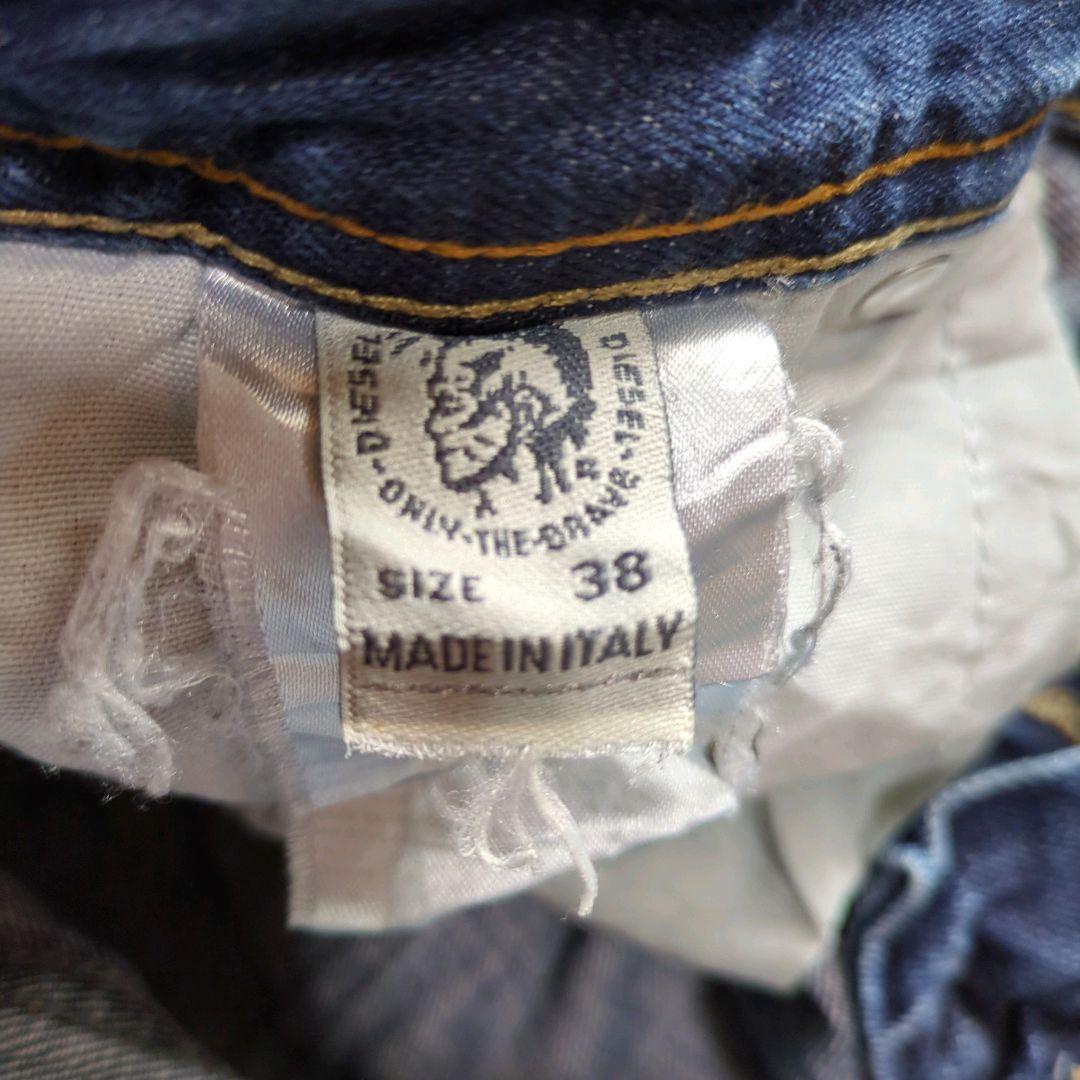 DIESEL·ONLY·THE·BRAVE·DIESEL
SIZE 38
MADE IN ITALY